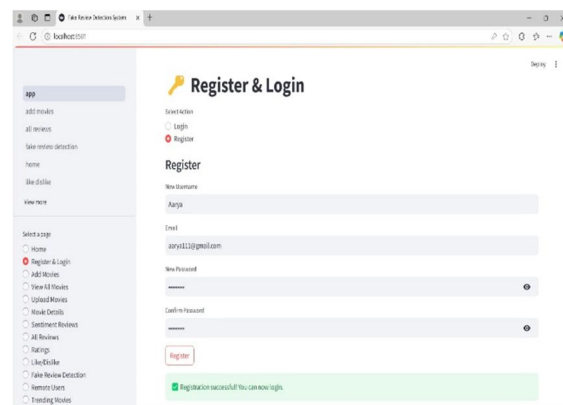 Fake Review Detection System
localhost:8501
Deploy
app
add movies
all reviews
fake review detection
home
like dislike
View more
Select a page
Home
Register & Login
Add Movies
View All Movies
Upload Movies
Movie Details
Sentiment Reviews
All Reviews
Ratings
Like/Dislike
Fake Review Detection
Remote Users
Trending Movies
Register & Login
Select Action
Login
Register
Register
New Username
Aarya
Email
aarya111@gmail.com
New Password
Confirm Password
Register
Registration successful! You can now login.